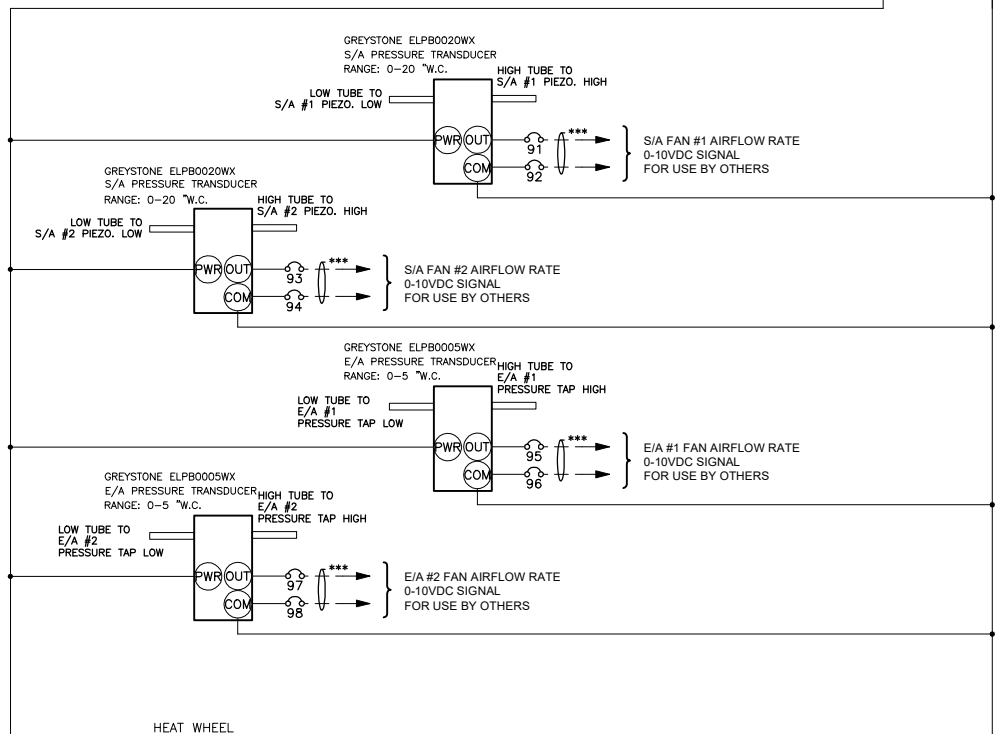 GREYSTONE ELPB0020WX
S/A PRESSURE TRANSDUCER
RANGE: 0-20 "W.C.
LOW TUBE TO
S/A #1 PIEZO. LOW
HIGH TUBE TO
S/A #1 PIEZO. HIGH
PWR OUT
COM
91
92
***
S/A FAN #1 AIRFLOW RATE
0-10VDC SIGNAL
FOR USE BY OTHERS
GREYSTONE ELPB0020WX
S/A PRESSURE TRANSDUCER
RANGE: 0-20 "W.C.
LOW TUBE TO
S/A #2 PIEZO. LOW
HIGH TUBE TO
S/A #2 PIEZO. HIGH
PWR OUT
COM
93
94
***
S/A FAN #2 AIRFLOW RATE
0-10VDC SIGNAL
FOR USE BY OTHERS
GREYSTONE ELPB0005WX
E/A PRESSURE TRANSDUCER
RANGE: 0-5 "W.C.
LOW TUBE TO
E/A #1
PRESSURE TAP LOW
HIGH TUBE TO
E/A #1
PRESSURE TAP HIGH
PWR OUT
COM
95
96
***
E/A #1 FAN AIRFLOW RATE
0-10VDC SIGNAL
FOR USE BY OTHERS
GREYSTONE ELPB0005WX
E/A PRESSURE TRANSDUCER
RANGE: 0-5 "W.C.
LOW TUBE TO
E/A #2
PRESSURE TAP LOW
HIGH TUBE TO
E/A #2
PRESSURE TAP HIGH
PWR OUT
COM
97
98
***
E/A #2 FAN AIRFLOW RATE
0-10VDC SIGNAL
FOR USE BY OTHERS
HEAT WHEEL